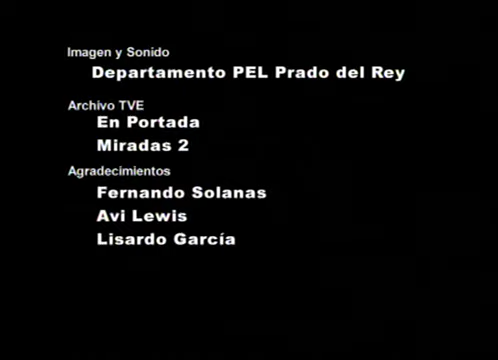 Imagen y Sonido
Departamento PEL Prado del Rey
Archivo TVE
En Portada
Miradas 2
Agradecimientos
Fernando Solanas
Avi Lewis
Lisardo García